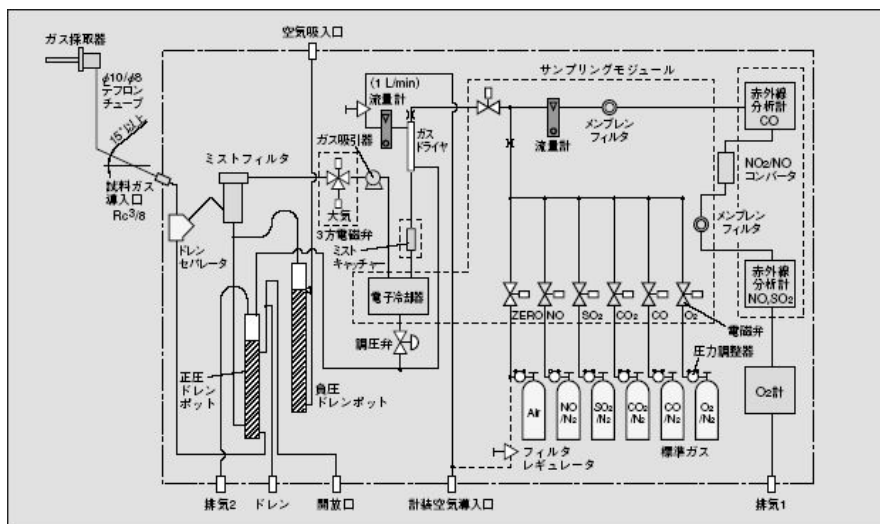 ガス採取器
空気吸入口
φ10/φ8
テフロン
チューブ
15°以上
試料ガス
導入口
Rc3/8
ミストフィルタ
ドレン
セパレータ
(1 L/min)
流量計
ガス吸引器
大気
3方電磁弁
ガス
ドライヤ
ミスト
キャッチャー
電子冷却器
調圧弁
正圧
ドレン
ポット
負圧
ドレンポット
サンプリングモジュール
流量計
メンブレン
フィルタ
赤外線
分析計
CO
NO2/NO
コンバータ
メンブレン
フィルタ
赤外線
分析計
NO,SO2
ZERO
NO
SO2
CO2
CO
O2
電磁弁
圧力調整器
Air
NO
/N2
SO2
/N2
CO2
/N2
CO
/N2
O2
/N2
O2計
フィルタ
レギュレータ
標準ガス
排気2
ドレン
開放口
計装空気導入口
排気1